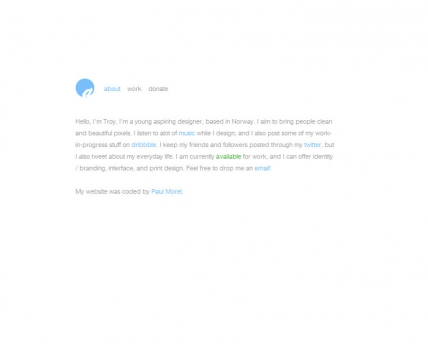 about work donate
Hello, I'm Troy. I'm a young aspiring designer, based in Norway. I aim to bring people clean
and beautiful pixels. I listen to alot of music while I design, and I also post some of my work-
in-progress stuff on dribbble. I keep my friends and followers posted through my twitter, but
I also tweet about my everyday life. I am currently available for work, and I can offer identity
/ branding, interface, and print design. Feel free to drop me an email!
My website was coded by Paul Morel.